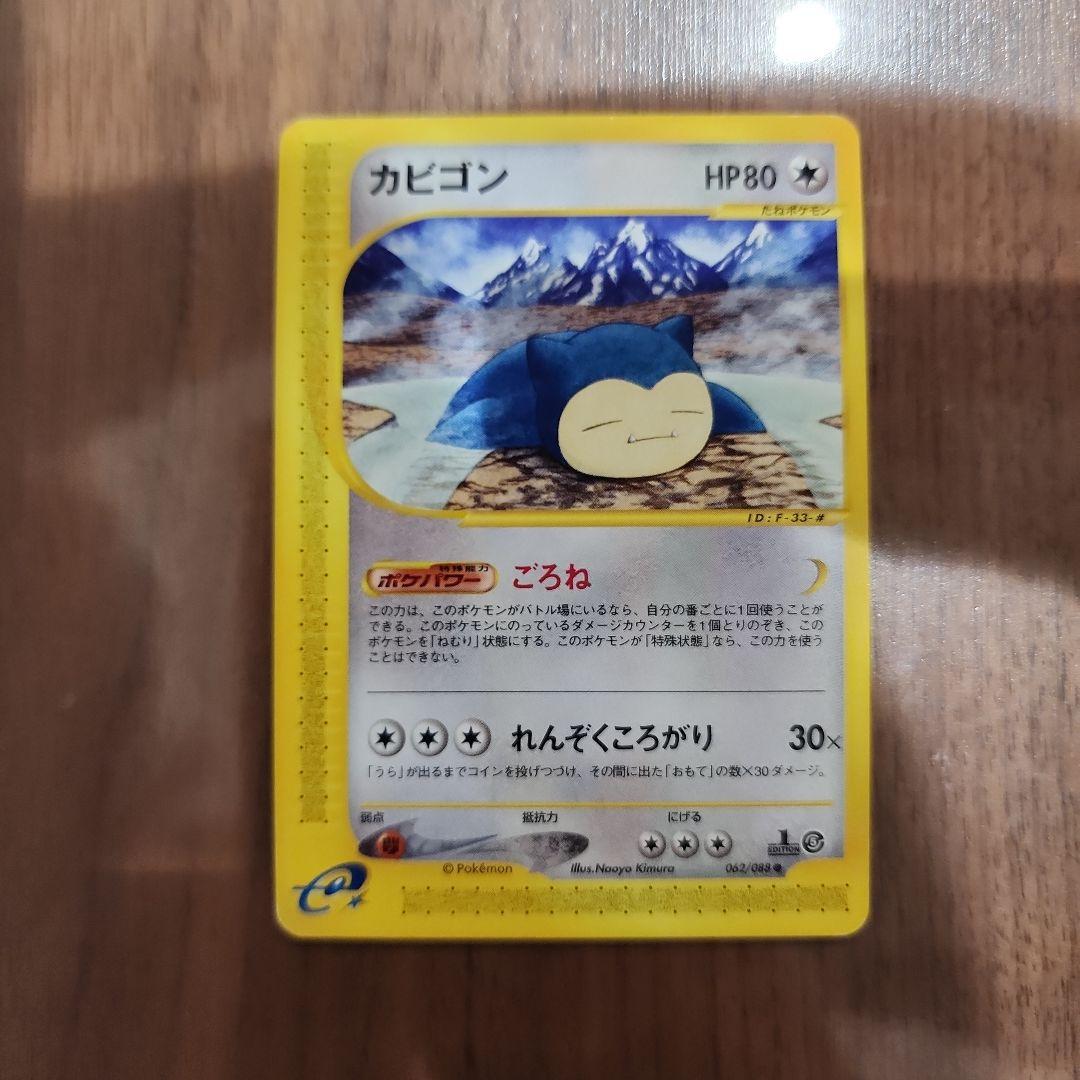 カビゴン
HP80
たねポケモン
ID:F-33-#
特殊能力
ポケパワー
ごろね
この力は、このポケモンがバトル場にいるなら、自分の番ごとに1回使うことが
できる。このポケモンにのっているダメージカウンターを1個とりのぞき、この
ポケモンを「ねむり」状態にする。このポケモンが「特殊状態」なら、この力を使う
ことはできない。
れんぞくころがり 30×
「うら」が出るまでコインを投げつづけ、その間に出た「おもて」の数×30ダメージ。
弱点 抵抗力 にげる
1 EDITION
© Pokémon Illus.Naoyo Kimura 062/088
e